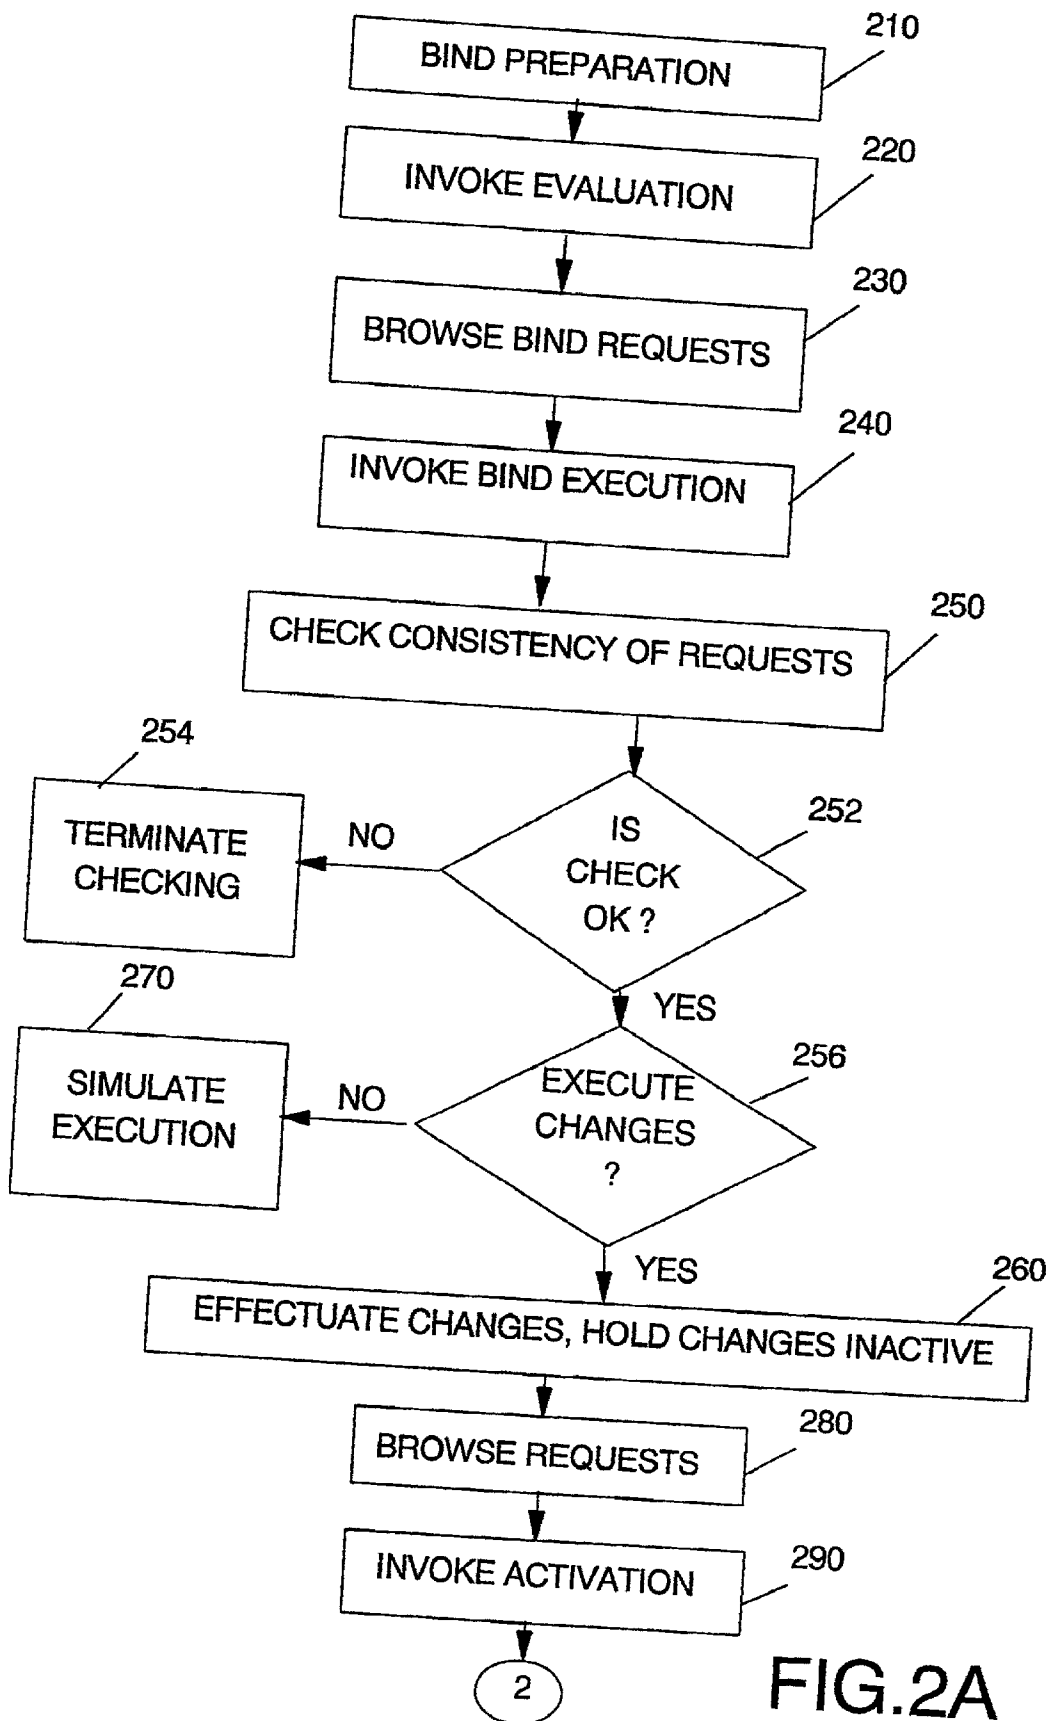 210
BIND PREPARATION
220
INVOKE EVALUATION
230
BROWSE BIND REQUESTS
240
INVOKE BIND EXECUTION
250
CHECK CONSISTENCY OF REQUESTS
254
TERMINATE
CHECKING
NO
252
IS
CHECK
OK ?
YES
270
SIMULATE
EXECUTION
NO
256
EXECUTE
CHANGES
?
YES
260
EFFECTUATE CHANGES, HOLD CHANGES INACTIVE
280
BROWSE REQUESTS
290
INVOKE ACTIVATION
2
FIG.2A